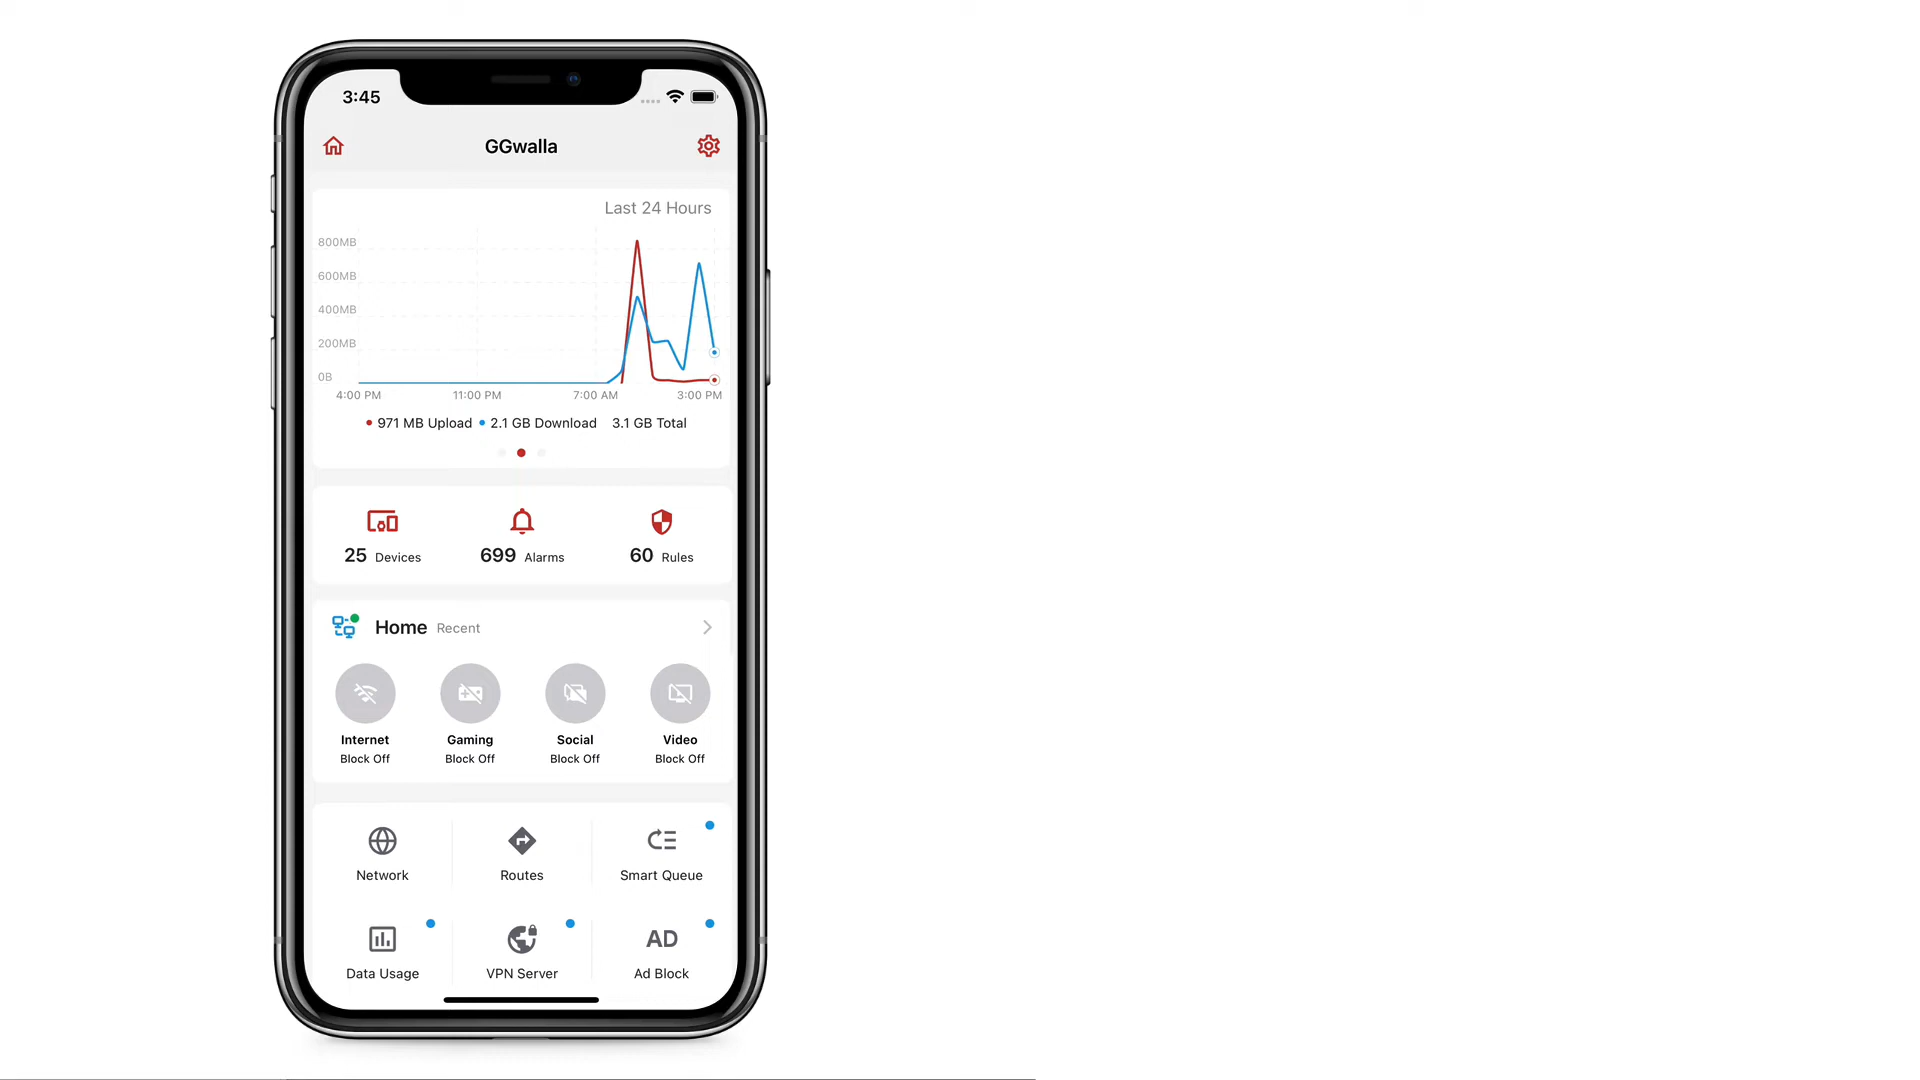 3:45
GGwalla
Last 24 Hours
800MB
600MB
400MB
200MB
0B
4:00 PM 11:00 PM 7:00 AM 3:00 PM
971 MB Upload 2.1 GB Download 3.1 GB Total
25 Devices 699 Alarms 60 Rules
Home Recent
Internet Gaming Social Video
Block Off Block Off Block Off Block Off
Network Routes Smart Queue
AD
Data Usage VPN Server Ad Block